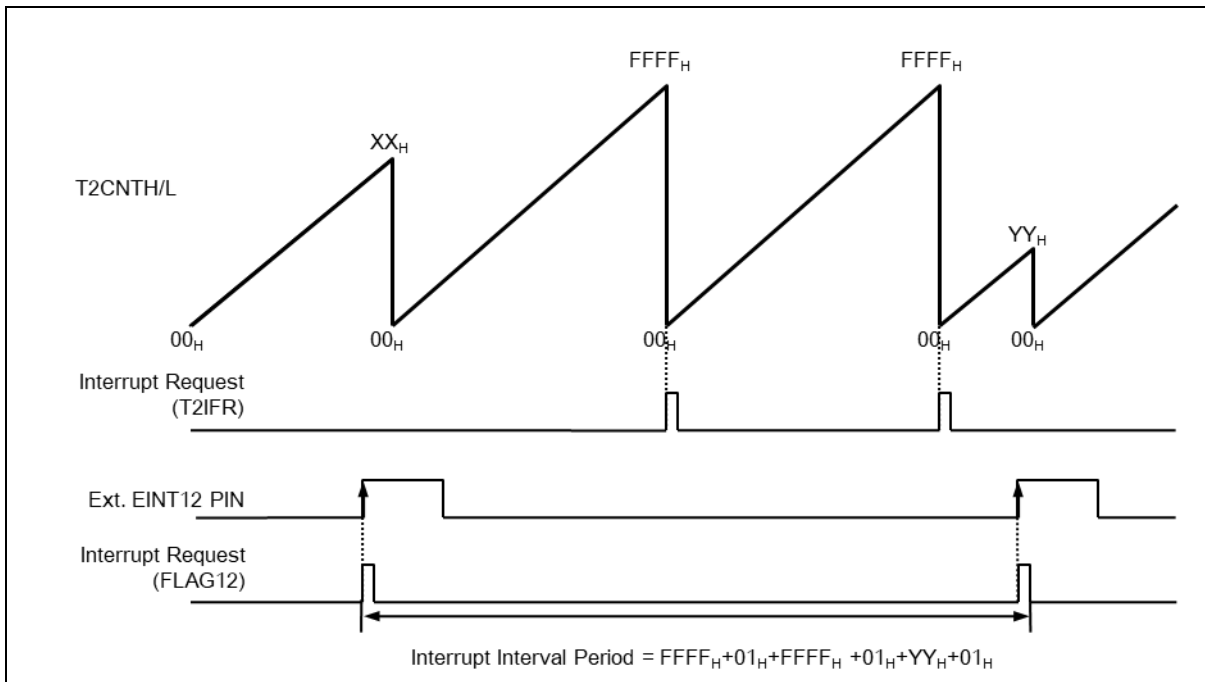 FFFFH FFFFH
XXH
T2CNTH/L
YYH
00H 00H 00H 00H 00H
Interrupt Request
(T2IFR)
Ext. EINT12 PIN
Interrupt Request
(FLAG12)
Interrupt Interval Period = FFFFH+01H+FFFFH +01H+YYH+01H